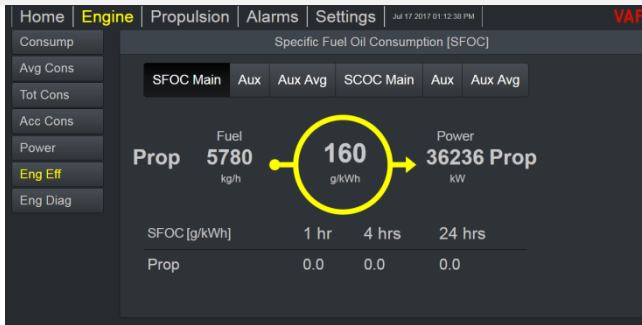 Home Engine Propulsion Alarms Settings Jul 17 2017 01:12:38 PM VAF
Consump
Specific Fuel Oil Consumption [SFOC]
Avg Cons
SFOC Main Aux Aux Avg SCOC Main Aux Aux Avg
Tot Cons
Acc Cons
Power
Eng Eff
Eng Diag
Fuel Power
Prop 5780 160 36236 Prop
kg/h g/kWh kW
SFOC [g/kWh] 1 hr 4 hrs 24 hrs
Prop 0.0 0.0 0.0